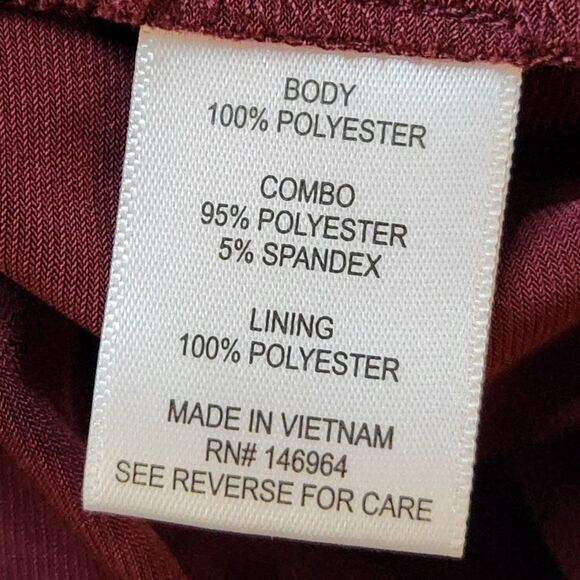 BODY
100% POLYESTER
COMBO
95% POLYESTER
5% SPANDEX
LINING
100% POLYESTER
MADE IN VIETNAM
RN# 146964
SEE REVERSE FOR CARE